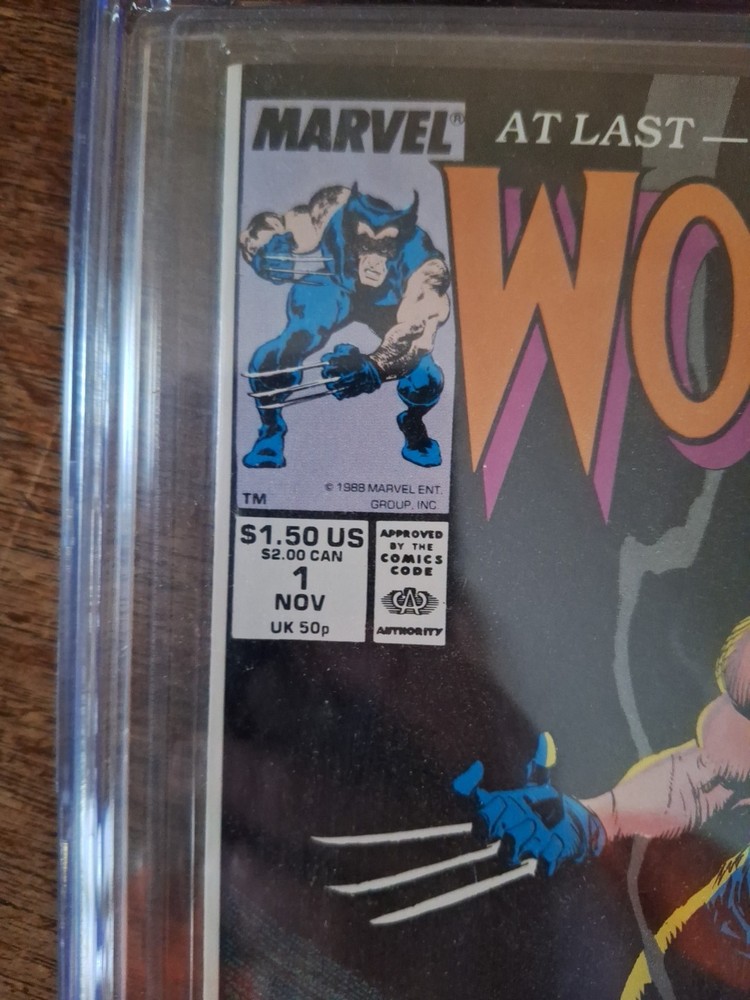 MARVEL®
AT LAST —
WO
TM
© 1988 MARVEL ENT.
GROUP, INC.
$1.50 US
$2.00 CAN
1
NOV
UK 50p
APPROVED
BY THE
COMICS
CODE
CA
AUTHORITY